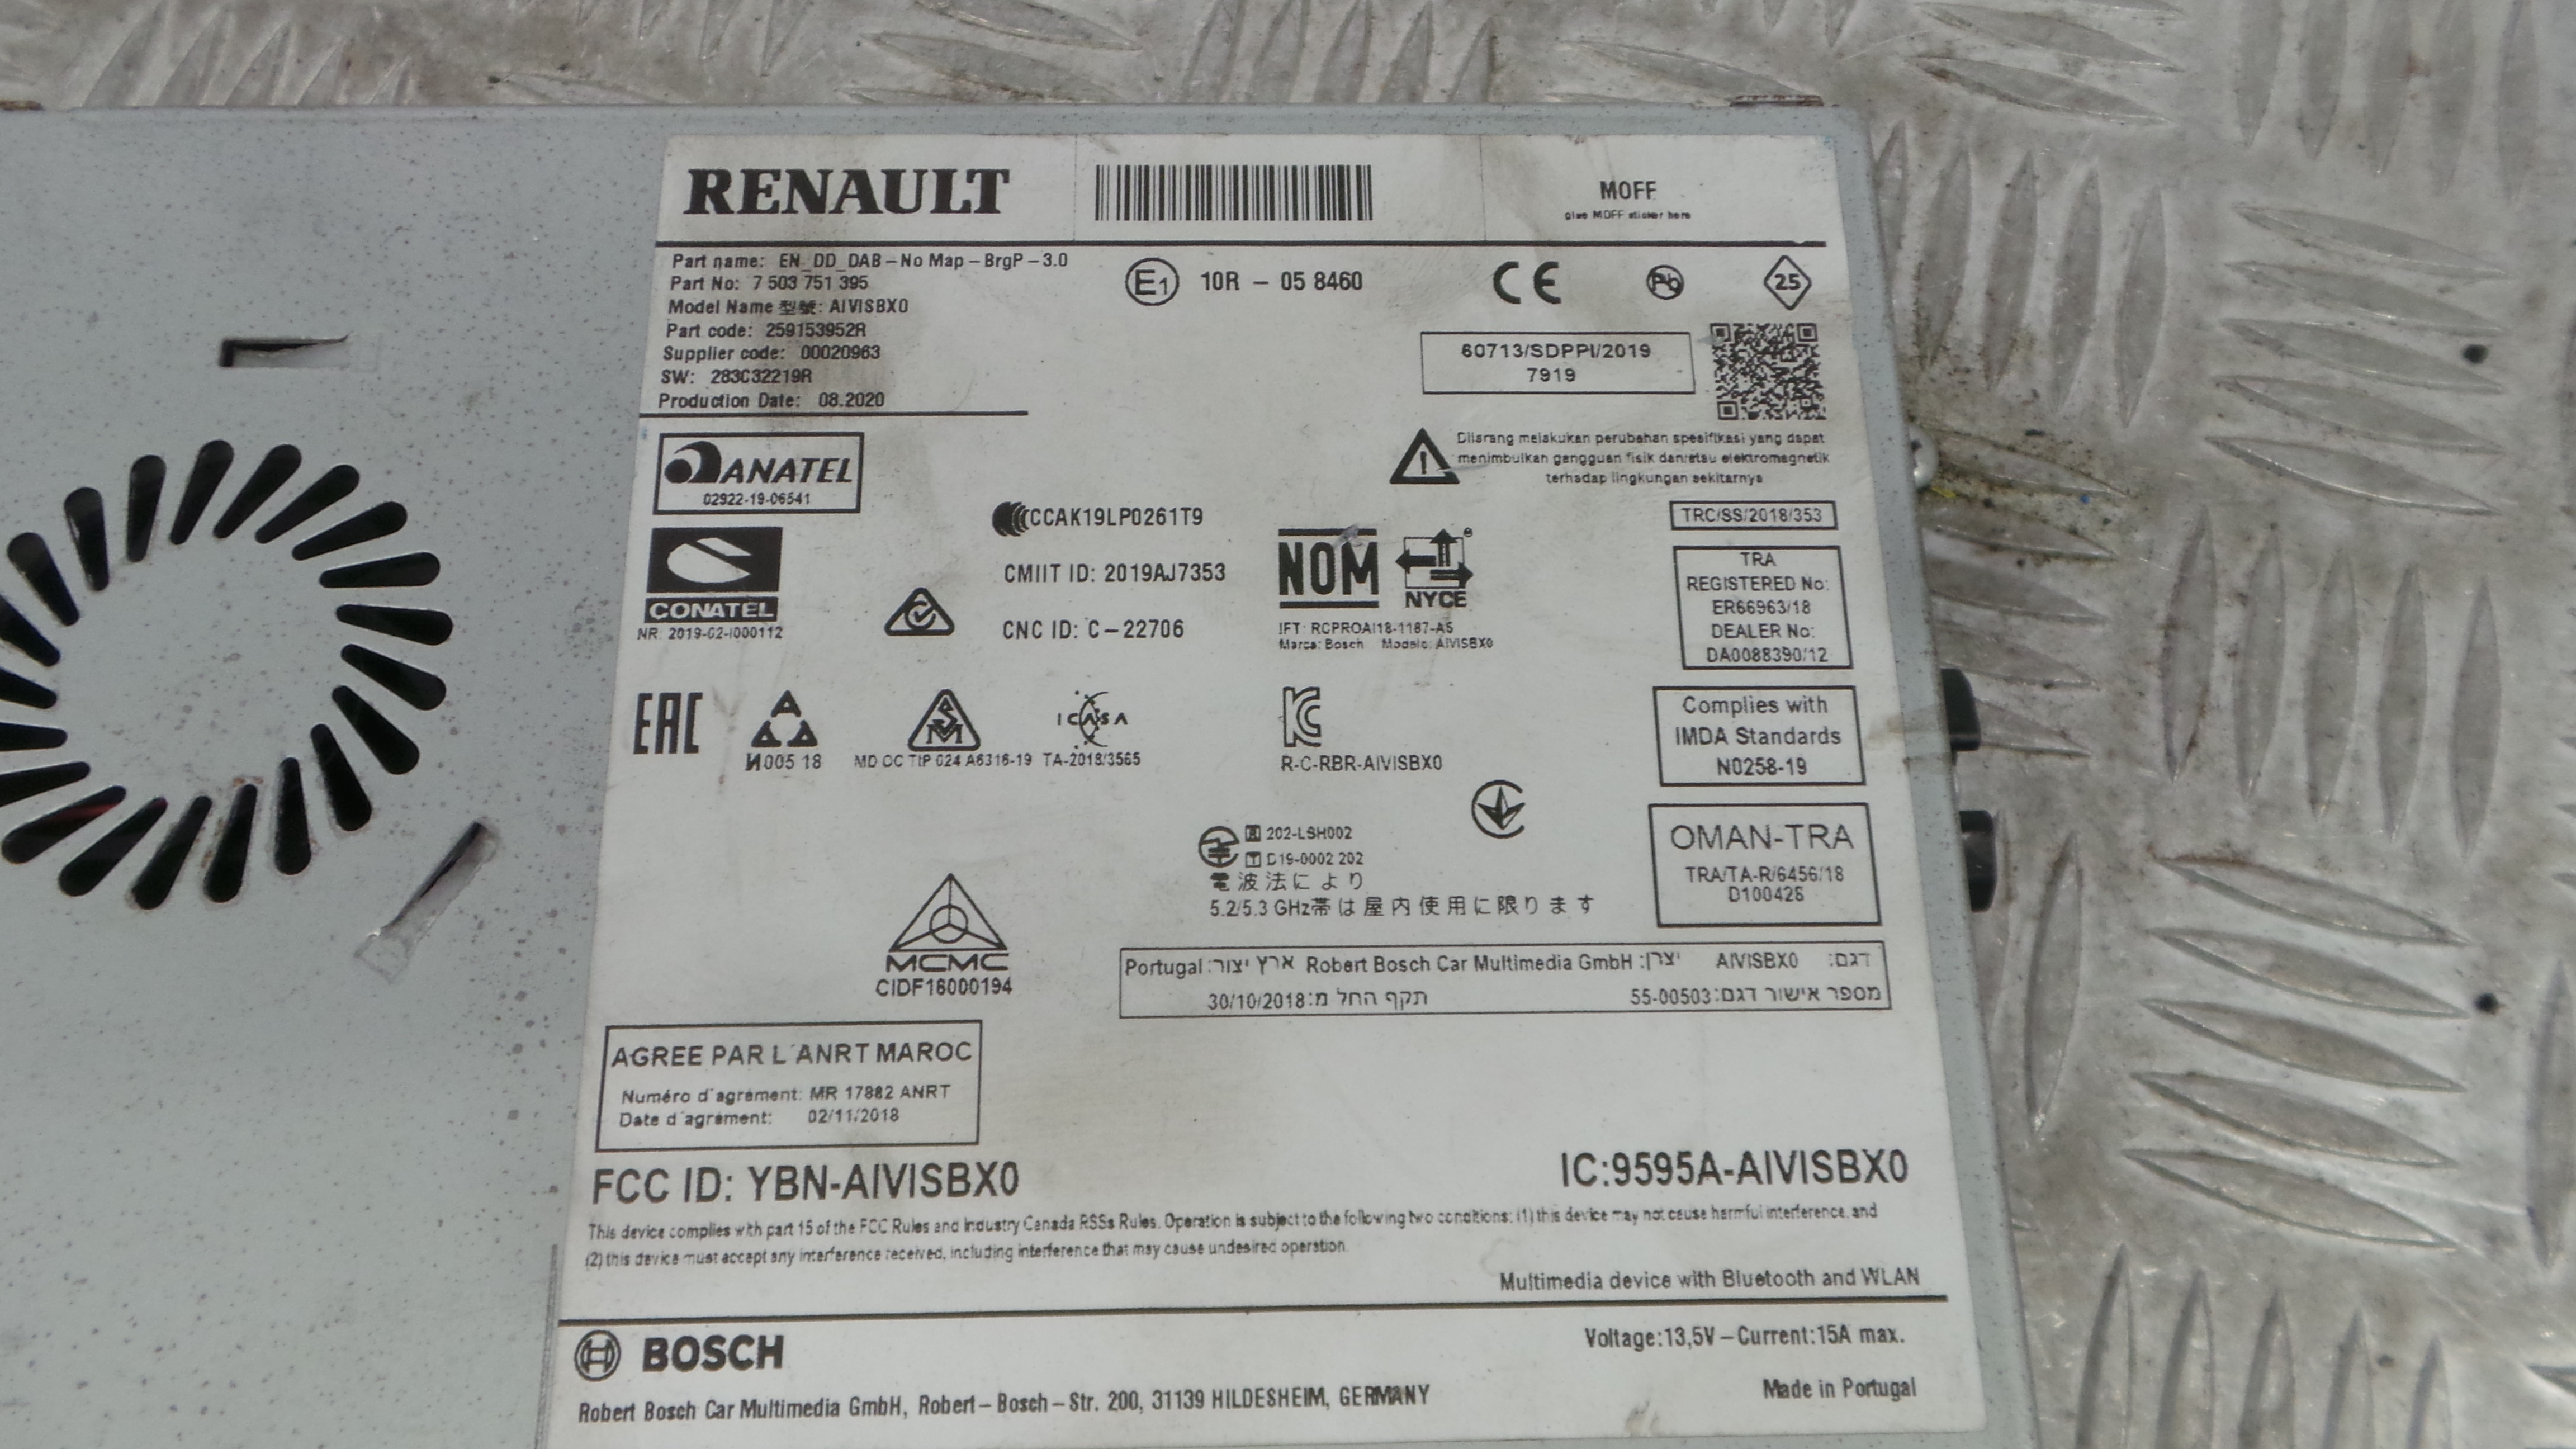 RENAULT
MOFF
glue MOFF sticker here
Part name: EN_DD_DAB-No Map-BrgP-3.0
Part No: 7 503 751 395
Model Name 型號: AIVISBX0
Part code: 259153952R
Supplier code: 00020963
SW: 283C32219R
Production Date: 08.2020
E1 10R - 05 8460
CE
Pb
25
60713/SDPPI/2019
7919
Dilarang melakukan perubahan spesifikasi yang dapat
menimbulkan gangguan fisik dan/atau elektromagnetik
terhadap lingkungan sekitarnya
ANATEL
02922-19-06541
CCAK19LP0261T9
CMIIT ID: 2019AJ7353
CNC ID: C-22706
CONATEL
NR: 2019-02-I000112
NOM
NYCE
IFT: RCPROAI18-1187-A5
Marca: Bosch Modelo: AIVISBX0
TRC/SS/2018/353
TRA
REGISTERED No:
ER66963/18
DEALER No:
DA0088390/12
EAC
И005 18
SM
MD OC TIP 024 A6316-19
ICASA
TA-2018/3565
KC
R-C-RBR-AIVISBX0
Complies with
IMDA Standards
N0258-19
R 202-LSH002
T D19-0002 202
電波法により
5.2/5.3 GHz帯は屋内使用に限ります
OMAN-TRA
TRA/TA-R/6456/18
D100428
MCMC
CIDF16000194
דגם: AIVISBX0 יצרן: Robert Bosch Car Multimedia GmbH ארץ יצור: Portugal
מספר אישור דגם: 55-00503 תקף החל מ: 30/10/2018
AGREE PAR L´ANRT MAROC
Numéro d´agrément: MR 17882 ANRT
Date d´agrément: 02/11/2018
FCC ID: YBN-AIVISBX0
IC:9595A-AIVISBX0
This device complies with part 15 of the FCC Rules and Industry Canada RSSs Rules. Operation is subject to the following two conditions: (1) this device may not cause harmful interference, and
(2) this device must accept any interference received, including interference that may cause undesired operation.
Multimedia device with Bluetooth and WLAN
BOSCH
Voltage:13,5V-Current:15A max.
Robert Bosch Car Multimedia GmbH, Robert-Bosch-Str. 200, 31139 HILDESHEIM, GERMANY
Made in Portugal